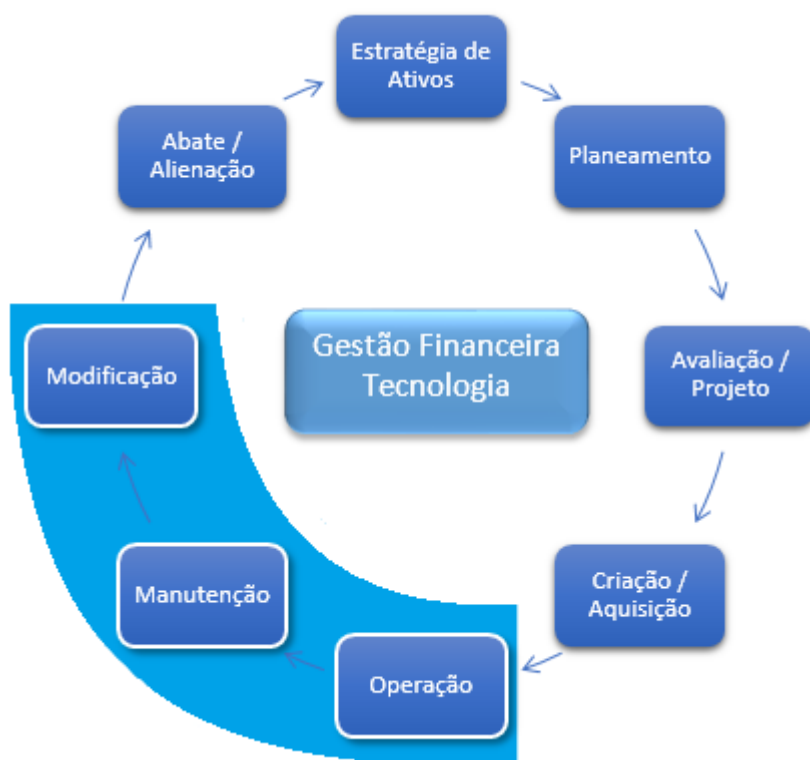 Estratégia de
Ativos
Planeamento
Avaliação /
Projeto
Criação /
Aquisição
Operação
Manutenção
Modificação
Abate /
Alienação
Gestão Financeira
Tecnologia